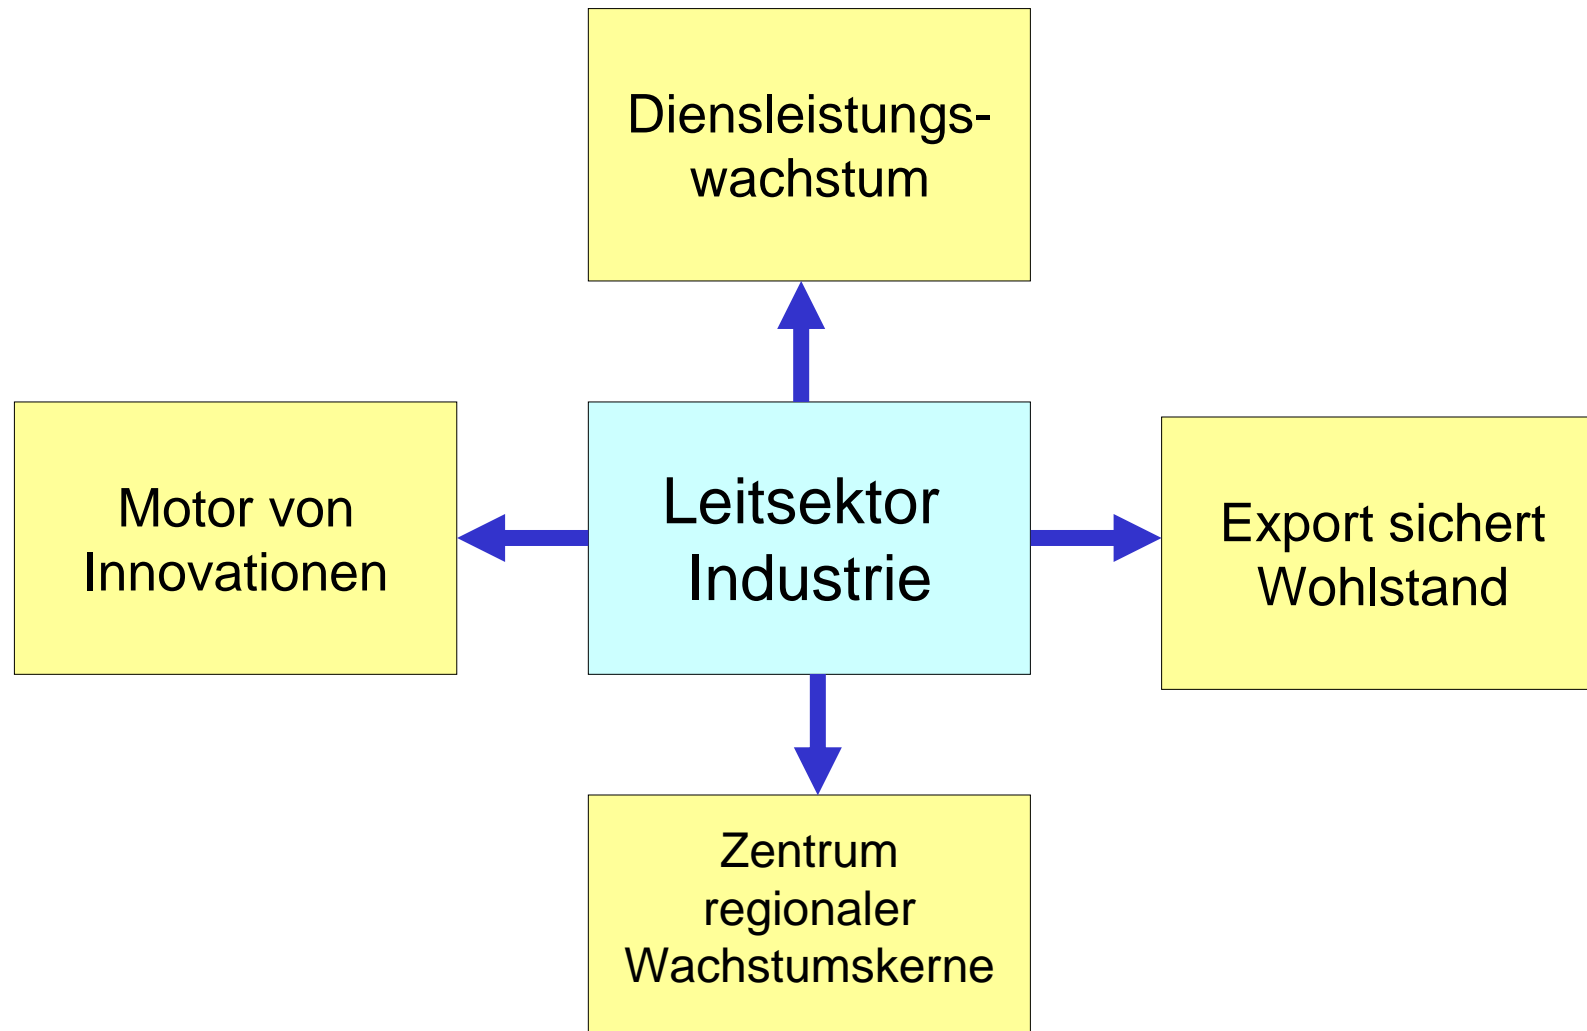 Diensleistungs-
wachstum
Motor von
Innovationen
Leitsektor
Industrie
Export sichert
Wohlstand
Zentrum
regionaler
Wachstumskerne